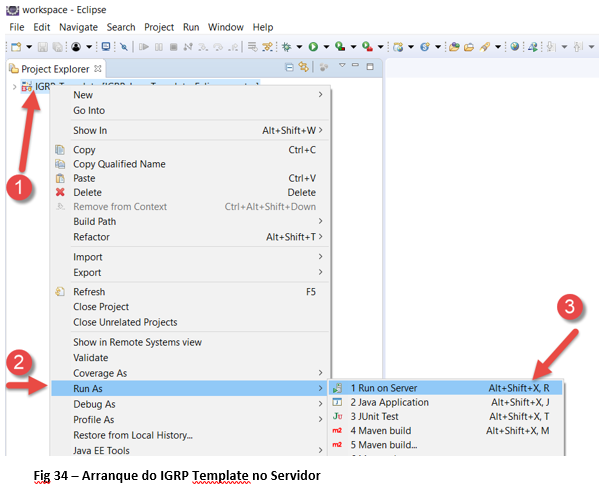 workspace - Eclipse
File Edit Navigate Search Project Run Window Help
Project Explorer
IGRP
1
New
Go Into
Show In Alt+Shift+W
Copy Ctrl+C
Copy Qualified Name
Paste Ctrl+V
Delete Delete
Remove from Context Ctrl+Alt+Shift+Down
Build Path
Refactor Alt+Shift+T
Import
Export
Refresh F5
Close Project
Close Unrelated Projects
Show in Remote Systems view
Validate
Coverage As
2
3
Run As
1 Run on Server Alt+Shift+X, R
Debug As
2 Java Application Alt+Shift+X, J
Profile As
3 JUnit Test Alt+Shift+X, T
Restore from Local History...
4 Maven build Alt+Shift+X, M
Java EE Tools
5 Maven build...
Fig 34 – Arranque do IGRP Template no Servidor